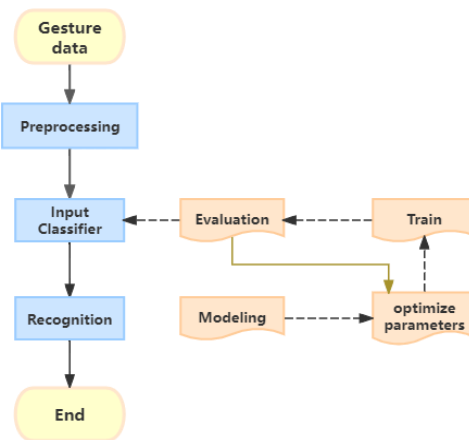 Gesture
data
Preprocessing
Input
Classifier
Evaluation
Train
Recognition
Modeling
optimize
parameters
End